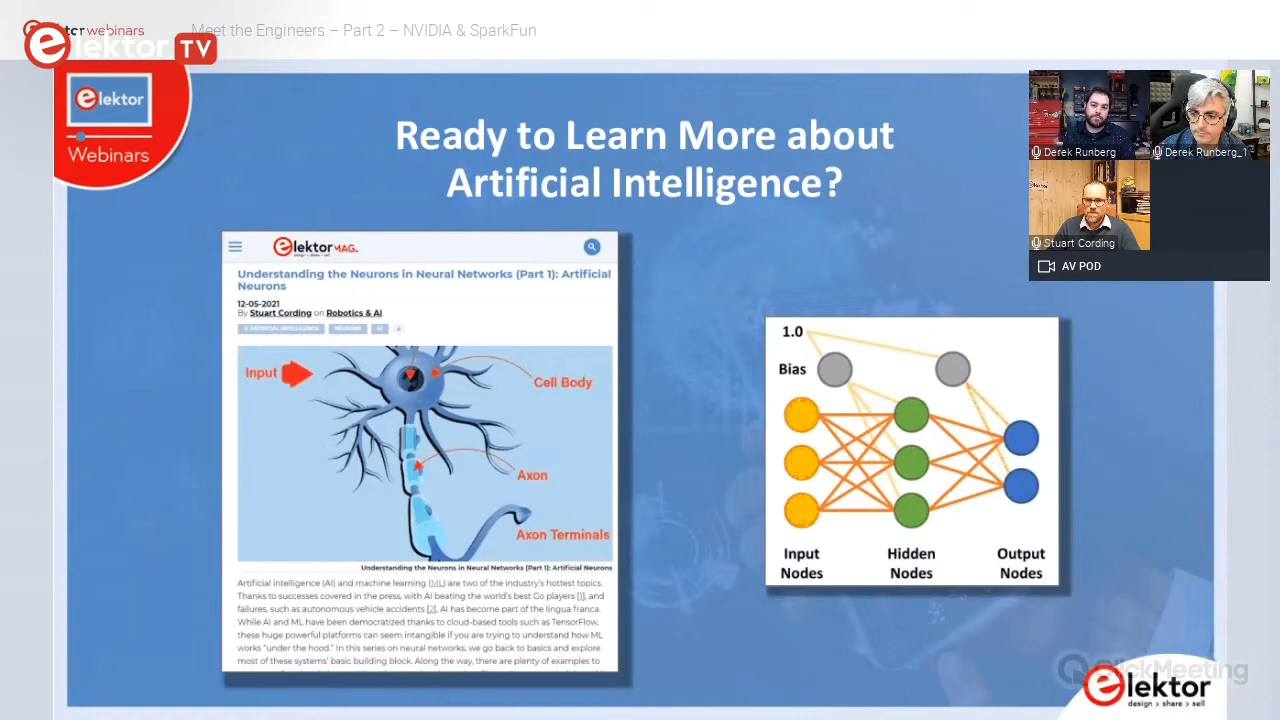 elektor webinars
Meet the Engineers – Part 2 – NVIDIA & SparkFun
elektor TV
elektor
Webinars
Ready to Learn More about
Artificial Intelligence?
Derek Runberg
Derek Runberg_1
Stuart Cording
AV POD
elektor MAG.
design > share > sell
Understanding the Neurons in Neural Networks (Part 1): Artificial
Neurons
12-05-2021
By Stuart Cording on Robotics & AI
ARTIFICIAL INTELLIGENCE
AI
Input
Cell Body
Axon
Axon Terminals
Understanding the Neurons in Neural Networks (Part 1): Artificial Neurons
Artificial intelligence (AI) and machine learning (ML) are two of the industry's hottest topics.
Thanks to successes covered in the press, with AI beating the world's best Go players [1], and
failures, such as autonomous vehicle accidents [2], AI has become part of the lingua franca.
While AI and ML have been democratized thanks to cloud-based tools such as TensorFlow,
these huge powerful platforms can seem intangible if you are trying to understand how ML
works "under the hood." In this series on neural networks, we go back to basics and explore
most of these systems' basic building block. Along the way, there are plenty of examples to
1.0
Bias
Input
Nodes
Hidden
Nodes
Output
Nodes
ClickMeeting
elektor
design > share > sell